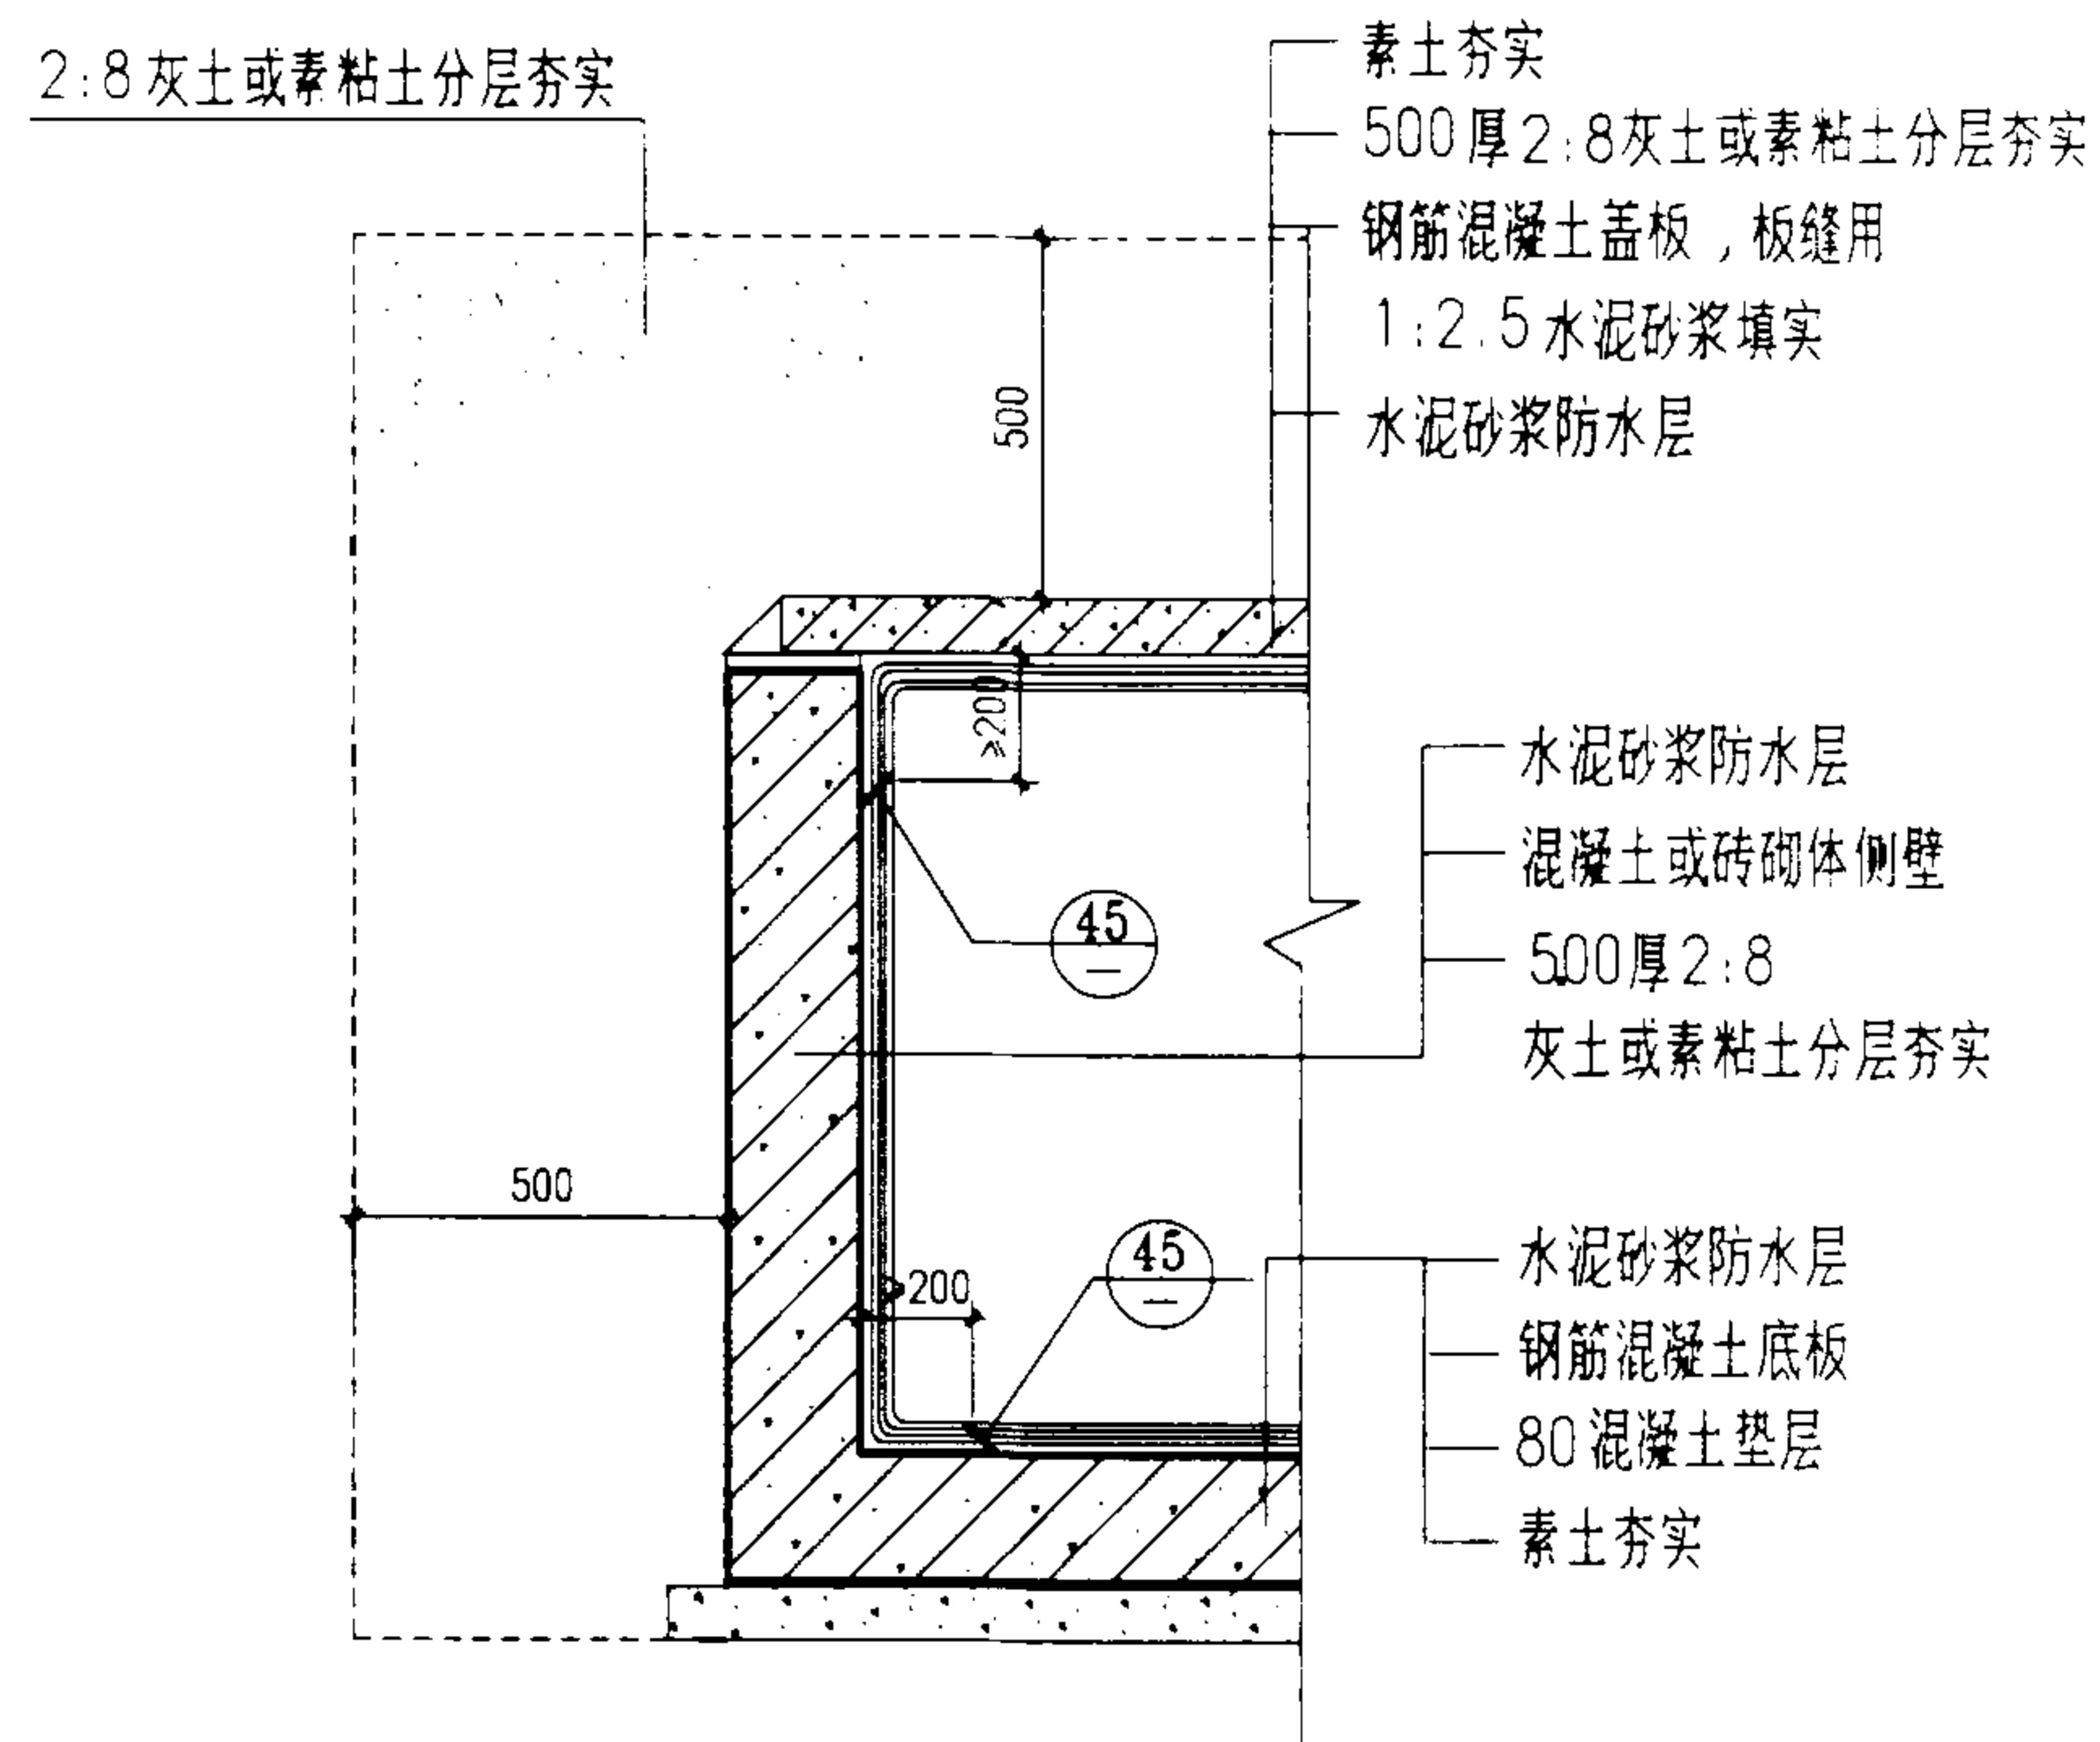 2:8灰土或素粘土分层夯实
素土夯实
500厚2:8灰土或素粘土分层夯实
钢筋混凝土盖板，板缝用
1:2.5水泥砂浆填实
水泥砂浆防水层
500
≥200
水泥砂浆防水层
混凝土或砖砌体侧壁
500厚2:8
灰土或素粘土分层夯实
45
—
500
200
45
—
水泥砂浆防水层
钢筋混凝土底板
80混凝土垫层
素土夯实